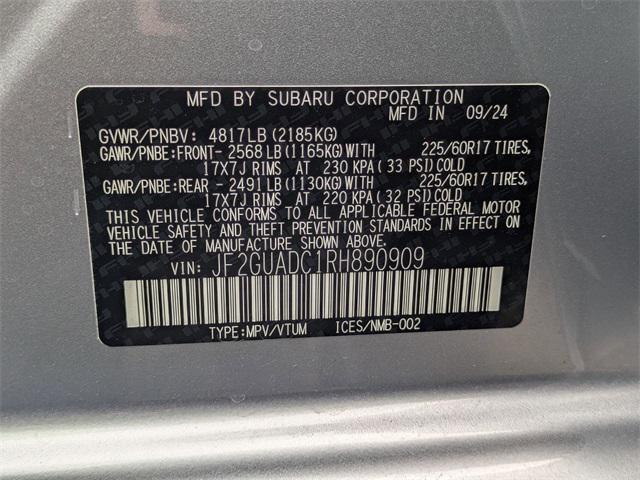 MFD BY SUBARU CORPORATION
MFD IN 09/24
GVWR/PNBV: 4817LB (2185KG)
GAWR/PNBE:FRONT- 2568 LB (1165KG)WITH 225/60R17 TIRES,
17X7J RIMS AT 230 KPA (33 PSI)COLD
GAWR/PNBE:REAR - 2491 LB (1130KG)WITH 225/60R17 TIRES,
17X7J RIMS AT 220 KPA (32 PSI)COLD
THIS VEHICLE CONFORMS TO ALL APPLICABLE FEDERAL MOTOR
VEHICLE SAFETY AND THEFT PREVENTION STANDARDS IN EFFECT ON
THE DATE OF MANUFACTURE SHOWN ABOVE.
VIN: JF2GUADC1RH890909
TYPE:MPV/VTUM ICES/NMB-002